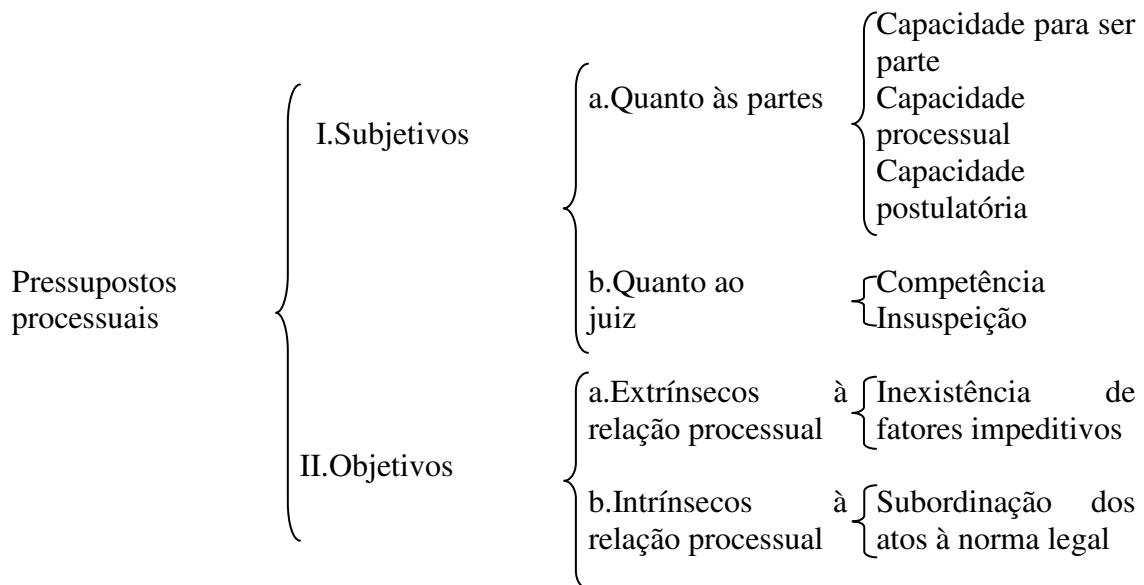 Pressupostos
processuais
I.Subjetivos
a.Quanto às partes
Capacidade para ser
parte
Capacidade
processual
Capacidade
postulatória
b.Quanto ao
juiz
Competência
Insuspeição
II.Objetivos
a.Extrínsecos à
relação processual
Inexistência de
fatores impeditivos
b.Intrínsecos à
relação processual
Subordinação dos
atos à norma legal